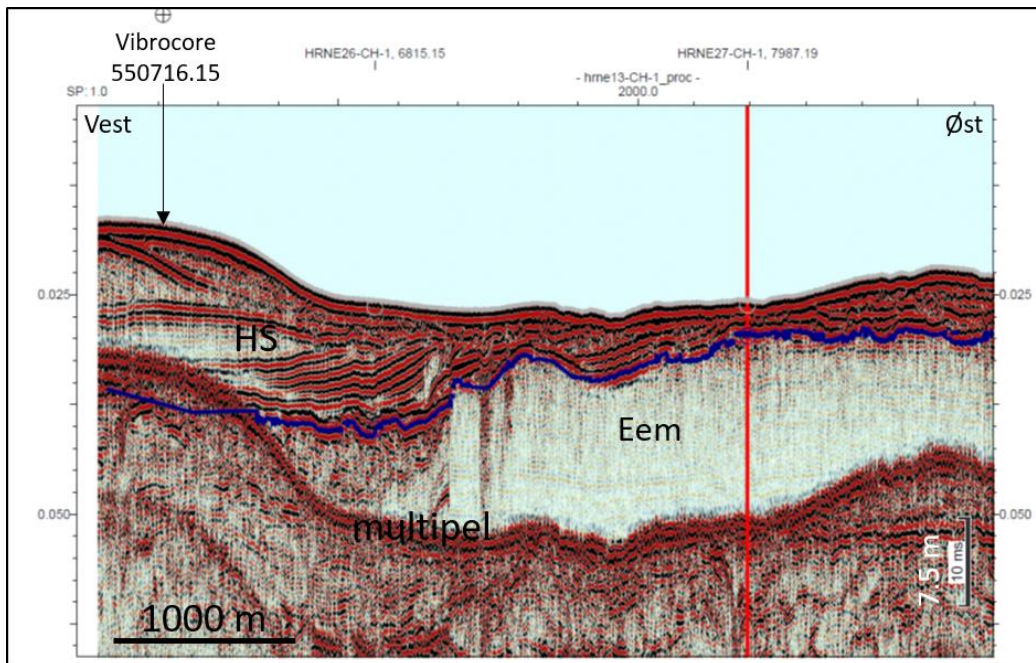 Vibrocore
550716.15
HRNE26-CH-1, 6815.15
HRNE27-CH-1, 7987.19
- hrne13-CH-1_proc -
SP: 1.0
2000.0
Vest
Øst
0.025
0.025
HS
Eem
0.050
multipel
0.050
7.5 m
10 ms
1000 m